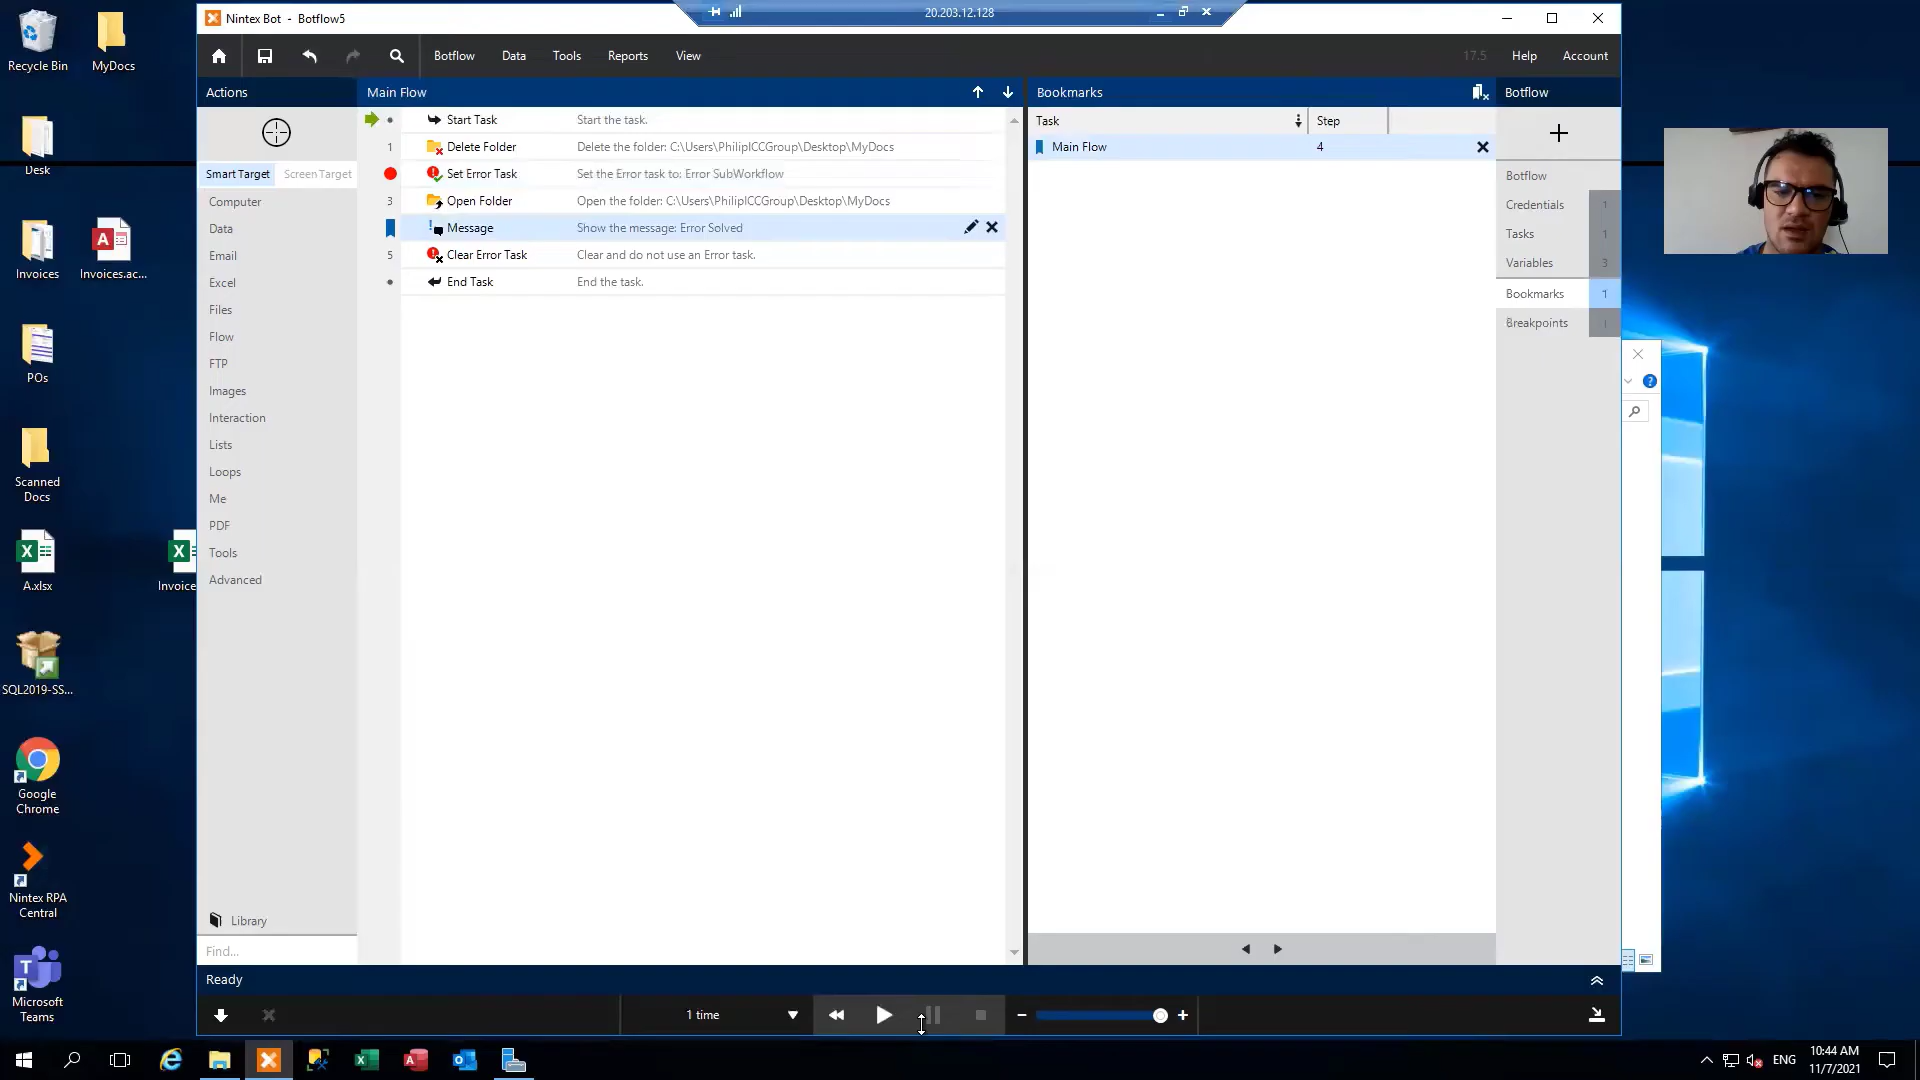 20.203.12.128
Nintex Bot - Botflow5
Recycle Bin
MyDocs
Desk
Invoices
Invoices.ac...
POs
Scanned
Docs
A.xlsx
Invoice
SQL2019-SS...
Google
Chrome
Nintex RPA
Central
Microsoft
Teams
Botflow
Data
Tools
Reports
View
17.5
Help
Account
Actions
Smart Target
Screen Target
Computer
Data
Email
Excel
Files
Flow
FTP
Images
Interaction
Lists
Loops
Me
PDF
Tools
Advanced
Library
Find...
Main Flow
Start Task Start the task.
1 Delete Folder Delete the folder: C:\Users\PhilipICCGroup\Desktop\MyDocs
Set Error Task Set the Error task to: Error SubWorkflow
3 Open Folder Open the folder: C:\Users\PhilipICCGroup\Desktop\MyDocs
Message Show the message: Error Solved
5 Clear Error Task Clear and do not use an Error task.
End Task End the task.
Bookmarks
Task Step
Main Flow 4
Botflow
Botflow
Credentials 1
Tasks 1
Variables 3
Bookmarks 1
Breakpoints 1
Ready
1 time
ENG
10:44 AM
11/7/2021